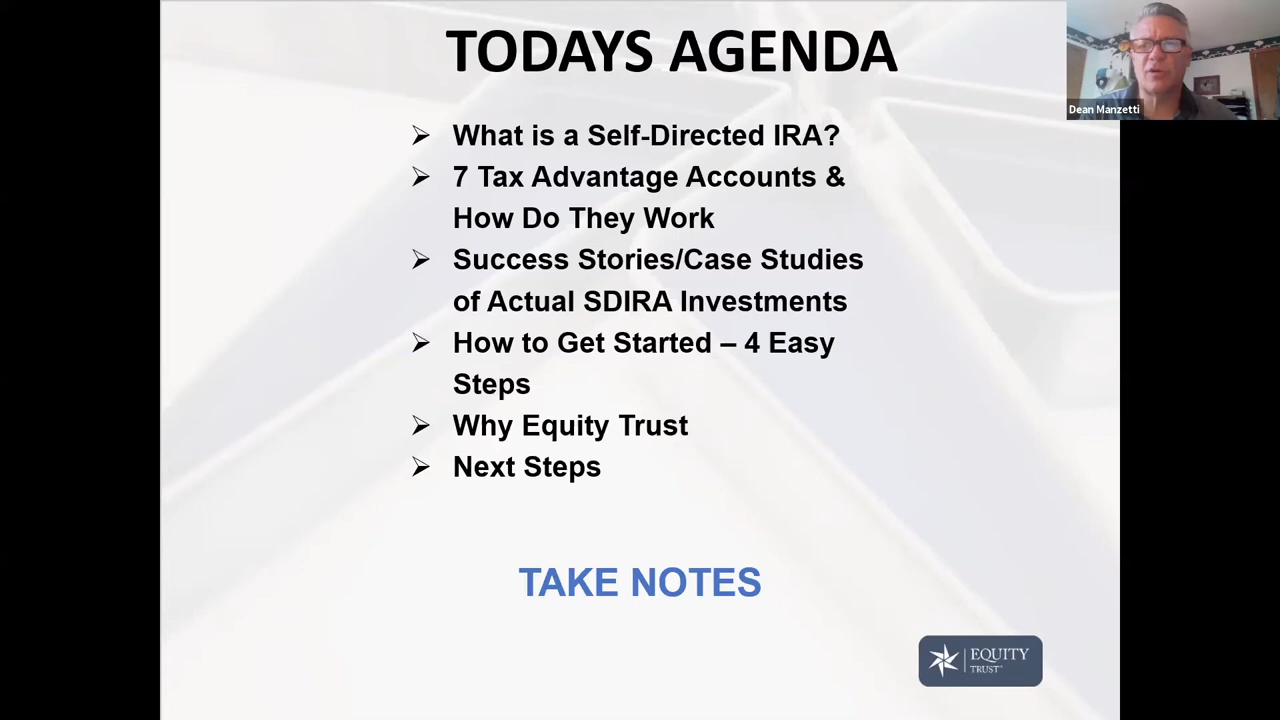 TODAYS AGENDA
Dean Manzetti
➢ What is a Self-Directed IRA?
➢ 7 Tax Advantage Accounts &
How Do They Work
➢ Success Stories/Case Studies
of Actual SDIRA Investments
➢ How to Get Started – 4 Easy
Steps
➢ Why Equity Trust
➢ Next Steps
TAKE NOTES
EQUITY
TRUST